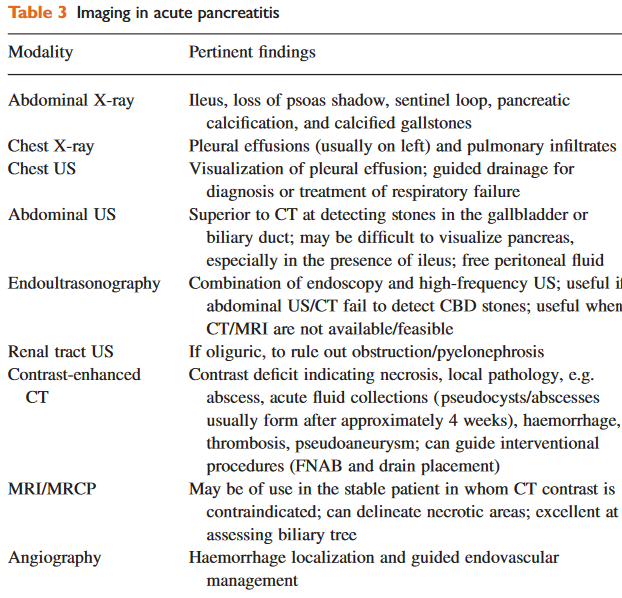 Table 3 Imaging in acute pancreatitis
Modality Pertinent findings
Abdominal X-ray Ileus, loss of psoas shadow, sentinel loop, pancreatic
calcification, and calcified gallstones
Chest X-ray Pleural effusions (usually on left) and pulmonary infiltrates
Chest US Visualization of pleural effusion; guided drainage for
diagnosis or treatment of respiratory failure
Abdominal US Superior to CT at detecting stones in the gallbladder or
biliary duct; may be difficult to visualize pancreas,
especially in the presence of ileus; free peritoneal fluid
Endoultrasonography Combination of endoscopy and high-frequency US; useful if
abdominal US/CT fail to detect CBD stones; useful when
CT/MRI are not available/feasible
Renal tract US If oliguric, to rule out obstruction/pyelonephrosis
Contrast-enhanced Contrast deficit indicating necrosis, local pathology, e.g.
CT abscess, acute fluid collections (pseudocysts/abscesses
usually form after approximately 4 weeks), haemorrhage,
thrombosis, pseudoaneurysm; can guide interventional
procedures (FNAB and drain placement)
MRI/MRCP May be of use in the stable patient in whom CT contrast is
contraindicated; can delineate necrotic areas; excellent at
assessing biliary tree
Angiography Haemorrhage localization and guided endovascular
management